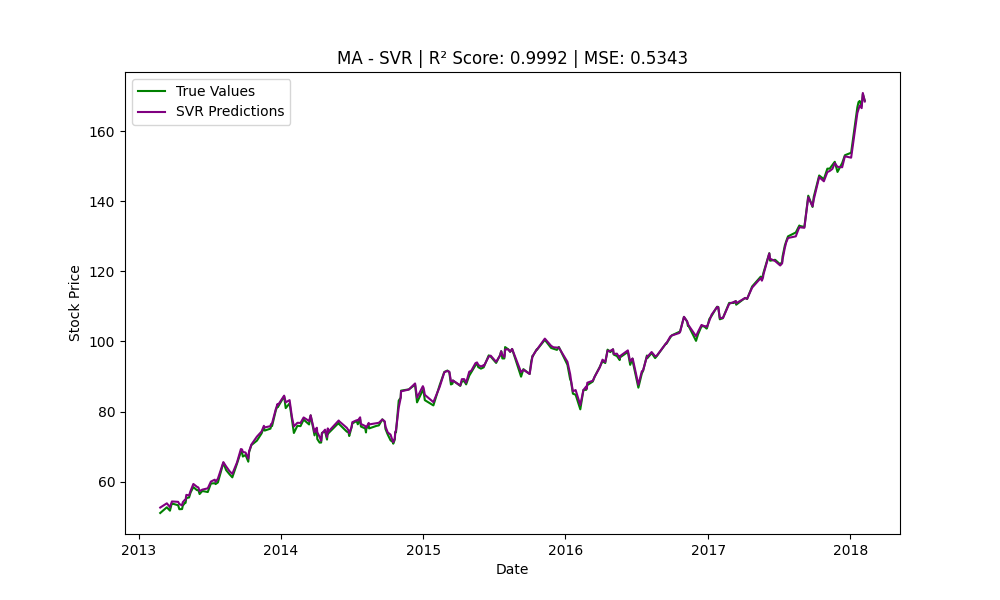 MA - SVR | R² Score: 0.9992 | MSE: 0.5343
True Values
SVR Predictions
Stock Price
160
140
120
100
80
60
2013
2014
2015
2016
2017
2018
Date